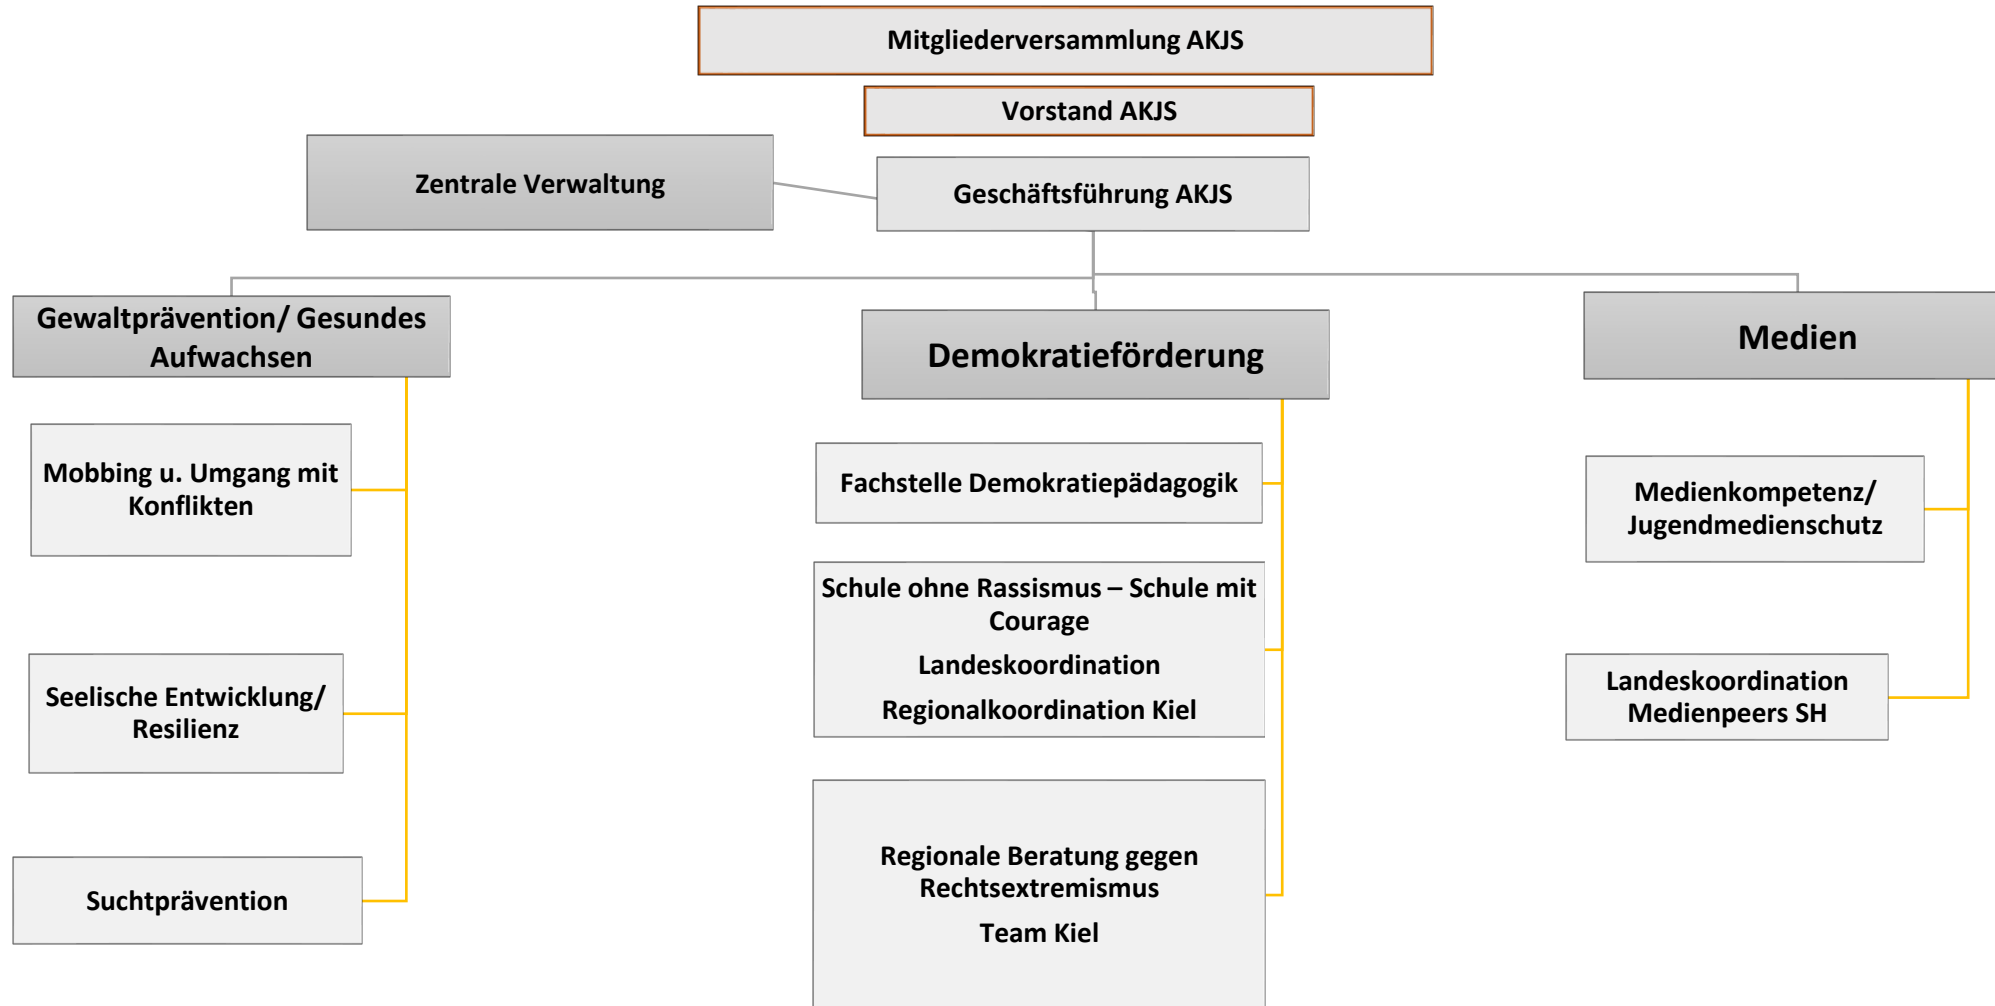 Mitgliederversammlung AKJS
Vorstand AKJS
Zentrale Verwaltung
Geschäftsführung AKJS
Gewaltprävention/ Gesundes
Aufwachsen
Mobbing u. Umgang mit
Konflikten
Seelische Entwicklung/
Resilienz
Suchtprävention
Demokratieförderung
Fachstelle Demokratiepädagogik
Schule ohne Rassismus – Schule mit
Courage
Landeskoordination
Regionalkoordination Kiel
Regionale Beratung gegen
Rechtsextremismus
Team Kiel
Medien
Medienkompetenz/
Jugendmedienschutz
Landeskoordination
Medienpeers SH